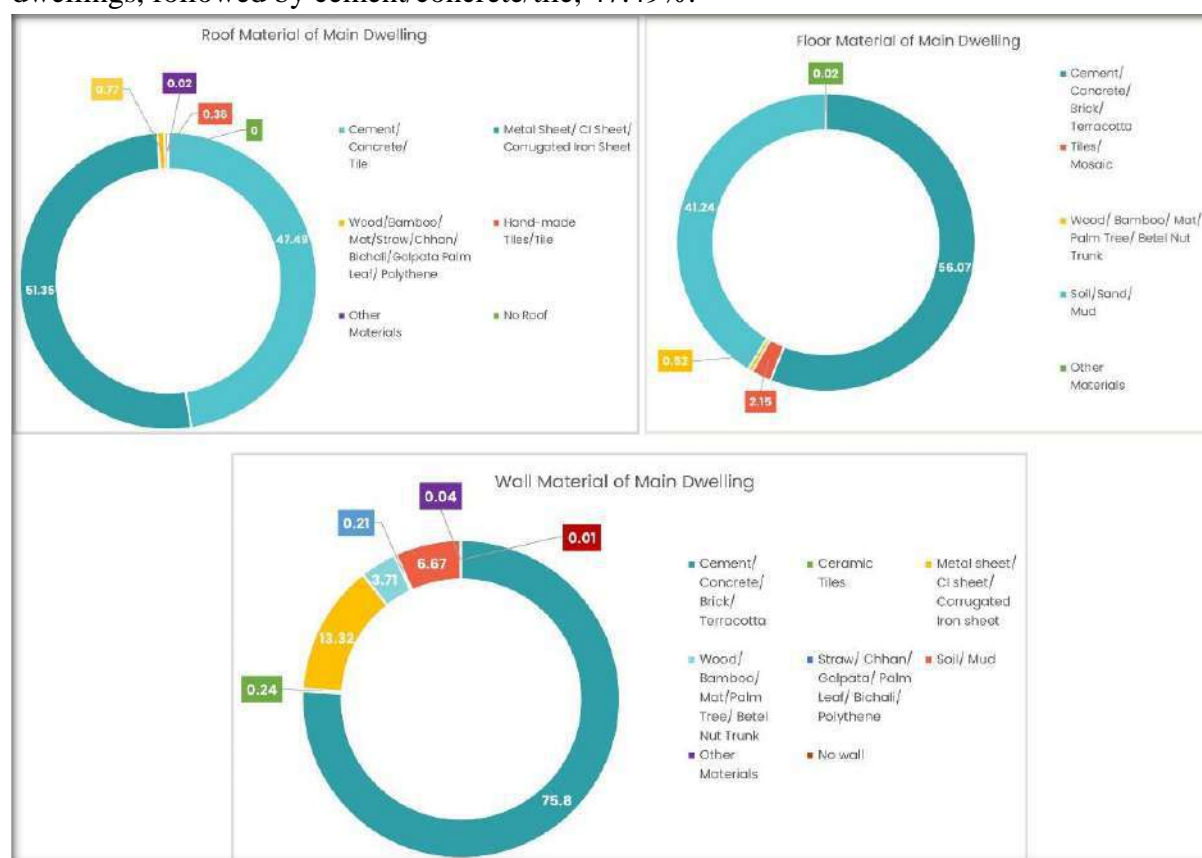 dwellings, followed by cement/concrete/tile, 47.49%.
Roof Material of Main Dwelling
0.77
0.02
0.36
0
47.49
51.35
Cement/
Concrete/
Tile
Metal Sheet/ CI Sheet/
Corrugated Iron Sheet
Wood/Bamboo/
Mat/Straw/Chhan/
Bichali/Golpata Palm
Leaf/ Polythene
Hand-made
Tiles/Tile
Other
Materials
No Roof
Floor Material of Main Dwelling
0.02
41.24
56.07
0.52
2.15
Cement/
Concrete/
Brick/
Terracotta
Tiles/
Mosaic
Wood/ Bamboo/ Mat/
Palm Tree/ Betel Nut
Trunk
Soil/Sand/
Mud
Other
Materials
Wall Material of Main Dwelling
0.04
0.21
0.01
6.67
3.71
13.32
0.24
75.8
Cement/
Concrete/
Brick/
Terracotta
Ceramic
Tiles
Metal sheet/
CI sheet/
Corrugated
Iron sheet
Wood/
Bamboo/
Mat/Palm
Tree/ Betel
Nut Trunk
Straw/ Chhan/
Golpata/ Palm
Leaf/ Bichali/
Polythene
Soil/ Mud
Other
Materials
No wall